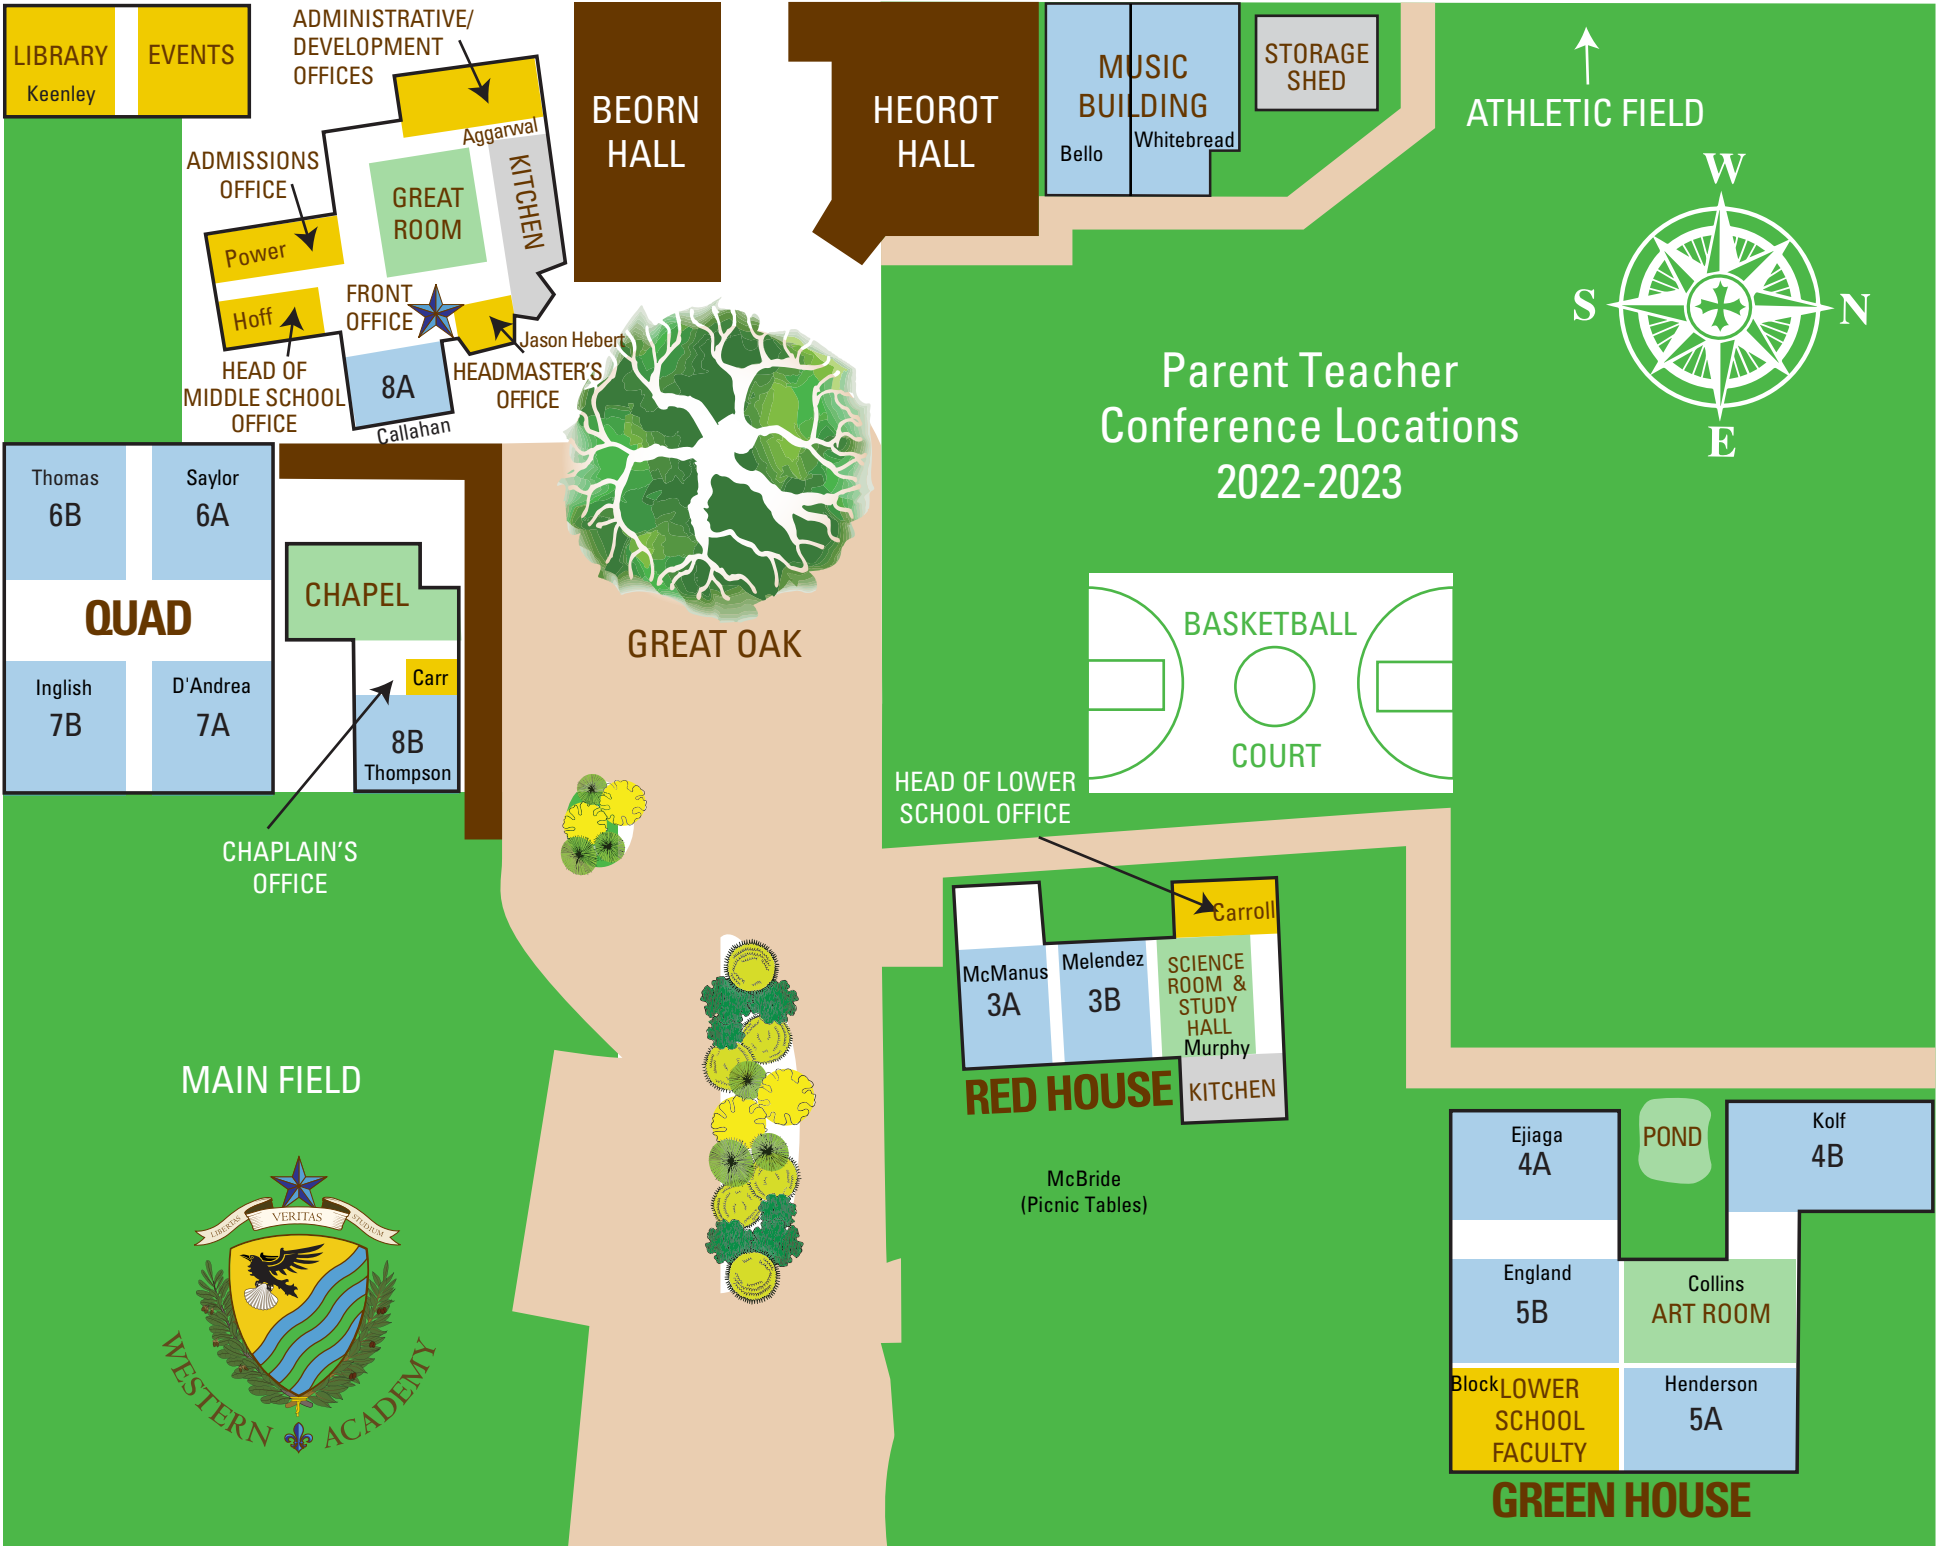 LIBRARY
Keenley
EVENTS
ADMINISTRATIVE/
DEVELOPMENT
OFFICES
Aggarwal
KITCHEN
GREAT
ROOM
ADMISSIONS
OFFICE
Power
Hoff
FRONT
OFFICE
Jason Hebert
HEADMASTER'S
OFFICE
HEAD OF
MIDDLE SCHOOL
OFFICE
8A
Callahan
BEORN
HALL
HEOROT
HALL
MUSIC
BUILDING
Bello
Whitebread
STORAGE
SHED
ATHLETIC FIELD
W
S
N
E
Parent Teacher
Conference Locations
2022-2023
Thomas
6B
Saylor
6A
QUAD
Inglish
7B
D'Andrea
7A
CHAPEL
Carr
8B
Thompson
CHAPLAIN'S
OFFICE
GREAT OAK
BASKETBALL
COURT
HEAD OF LOWER
SCHOOL OFFICE
Carroll
McManus
3A
Melendez
3B
SCIENCE
ROOM &
STUDY
HALL
Murphy
KITCHEN
RED HOUSE
McBride
(Picnic Tables)
MAIN FIELD
LIBERTAS
VERITAS
STUDIUM
WESTERN ACADEMY
Ejiaga
4A
POND
Kolf
4B
England
5B
Collins
ART ROOM
Block
LOWER
SCHOOL
FACULTY
Henderson
5A
GREEN HOUSE